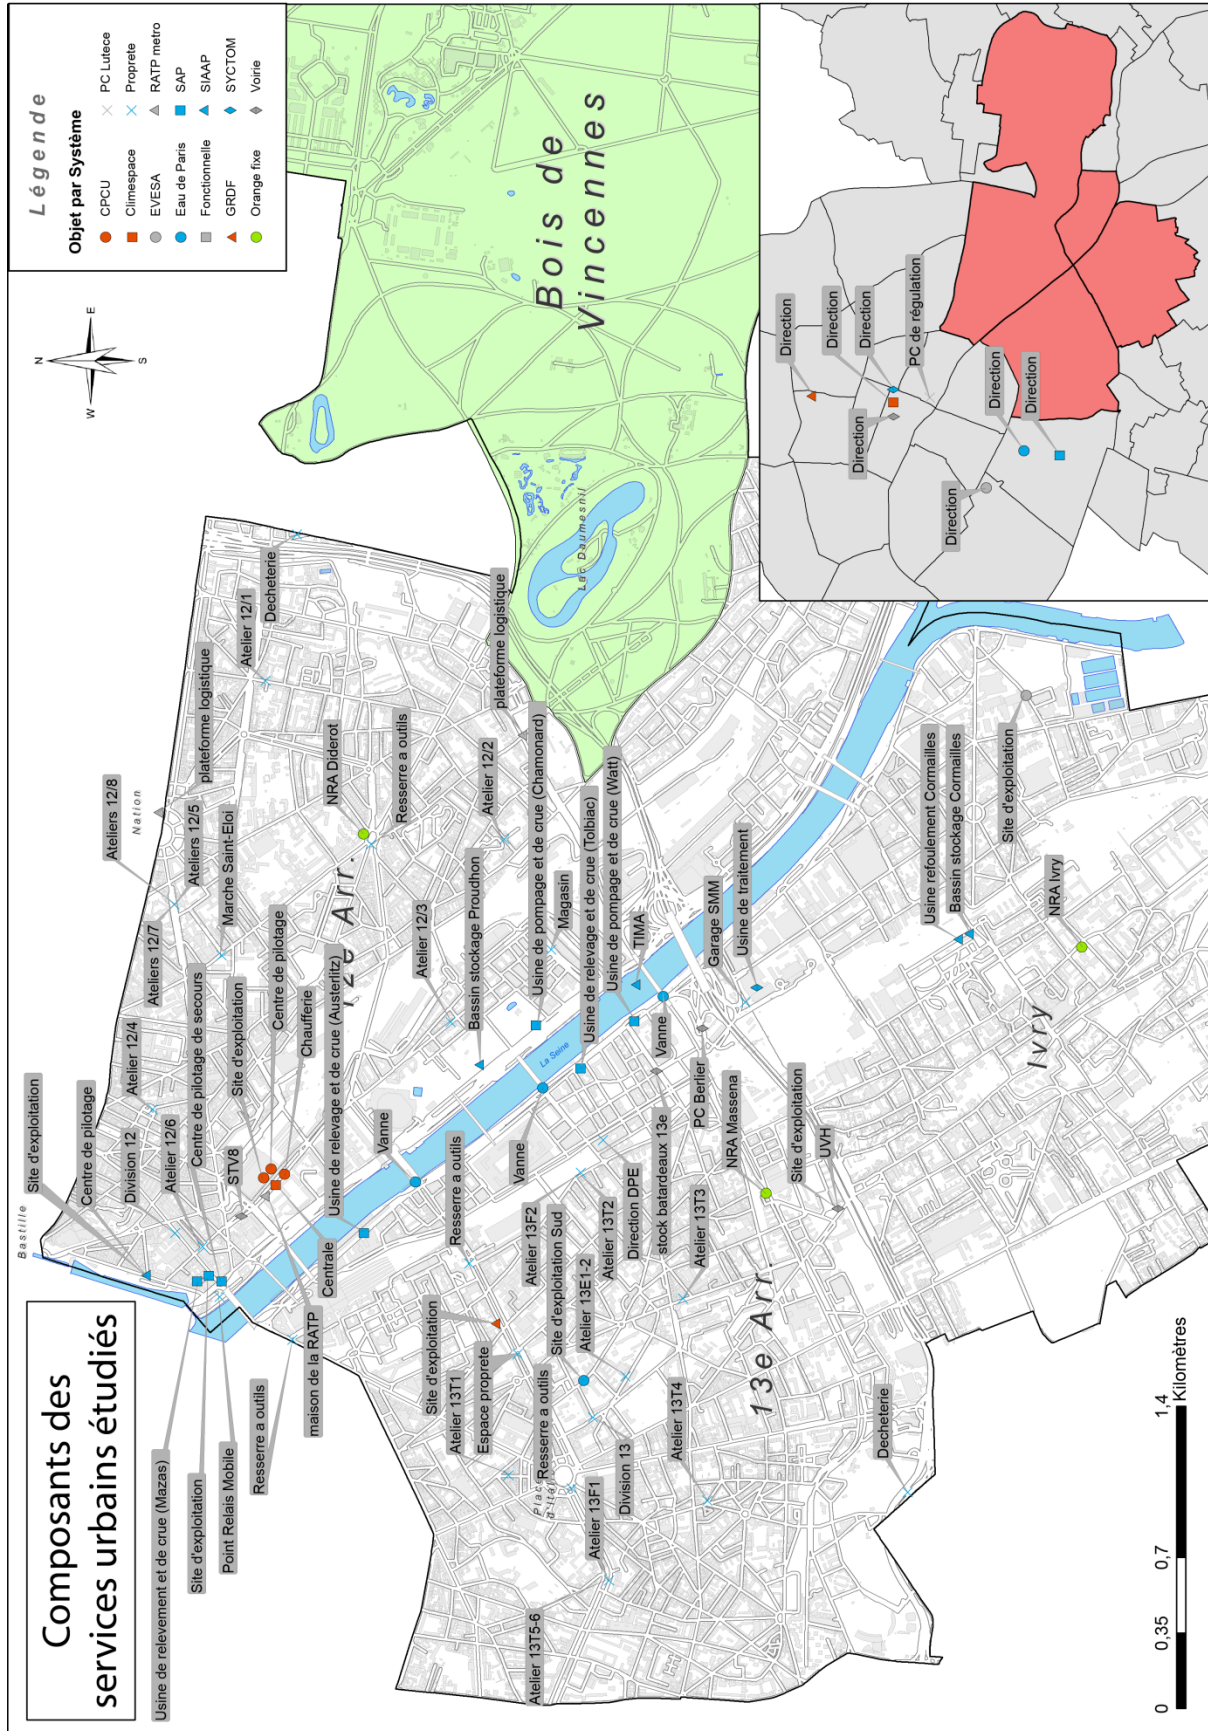 Composants des
services urbains étudiés
Légende
Objet par Système
CPCU
Climespace
EVESA
Eau de Paris
Fonctionnelle
GRDF
Orange fixe
PC Lutece
Proprete
RATP metro
SAP
SIAAP
SYCTOM
Voirie
N
W
E
S
Bastille
Site d'exploitation
Centre de pilotage
Division 12
Atelier 12/6
Atelier 12/4
Centre de pilotage de secours
STV8
Site d'exploitation
Centre de pilotage
Chaufferie
Usine de relevage et de crue (Austerlitz)
Ateliers 12/7
Ateliers 12/8
Ateliers 12/5
Marche Saint-Eloi
Nation
plateforme logistique
Atelier 12/1
Decheterie
NRA Diderot
Resserre a outils
12e Arr.
Atelier 12/3
Atelier 12/2
plateforme logistique
Bassin stockage Proudhon
Usine de pompage et de crue (Chamonard)
Magasin
Usine de relevage et de crue (Tolbiac)
Usine de pompage et de crue (Watt)
TIMA
Garage SMM
Usine de traitement
Vanne
Vanne
Vanne
La Seine
Usine de relevement et de crue (Mazas)
Site d'exploitation
Point Relais Mobile
Resserre a outils
maison de la RATP
Centrale
Resserre a outils
Site d'exploitation
Atelier 13T1
Espace proprete
Atelier 13F2
Site d'exploitation Sud
Atelier 13E1-2
Atelier 13T2
Direction DPE
stock batardeaux 13e
PC Berlier
NRA Massena
Atelier 13T3
Site d'exploitation
UVH
Resserre a outils
Place
d'Italie
Division 13
Atelier 13F1
Atelier 13T5-6
Atelier 13T4
13e Arr.
Decheterie
Usine refoulement Cormailles
Bassin stockage Cormailles
Site d'exploitation
NRA Ivry
Ivry
Lac Daumesnil
Bois de
Vincennes
Direction
Direction
Direction
PC de régulation
Direction
Direction
Direction
Direction
0
0,35
0,7
1,4
Kilomètres